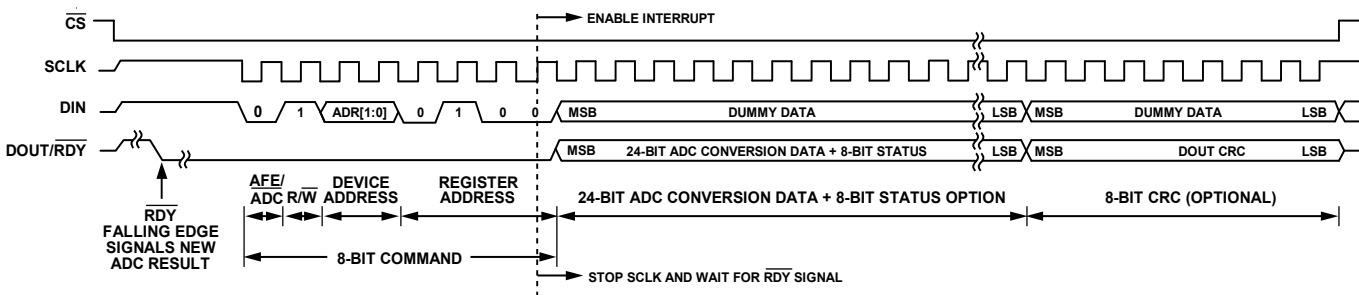 ENABLE INTERRUPT
CS
SCLK
DIN
0 1 ADR[1:0] 0 1 0 0 MSB DUMMY DATA LSB MSB DUMMY DATA LSB
DOUT/RDY
MSB 24-BIT ADC CONVERSION DATA + 8-BIT STATUS LSB MSB DOUT CRC LSB
AFE/
ADC
R/W
DEVICE
ADDRESS
REGISTER
ADDRESS
24-BIT ADC CONVERSION DATA + 8-BIT STATUS OPTION
8-BIT CRC (OPTIONAL)
RDY
FALLING EDGE
SIGNALS NEW
ADC RESULT
8-BIT COMMAND
STOP SCLK AND WAIT FOR RDY SIGNAL